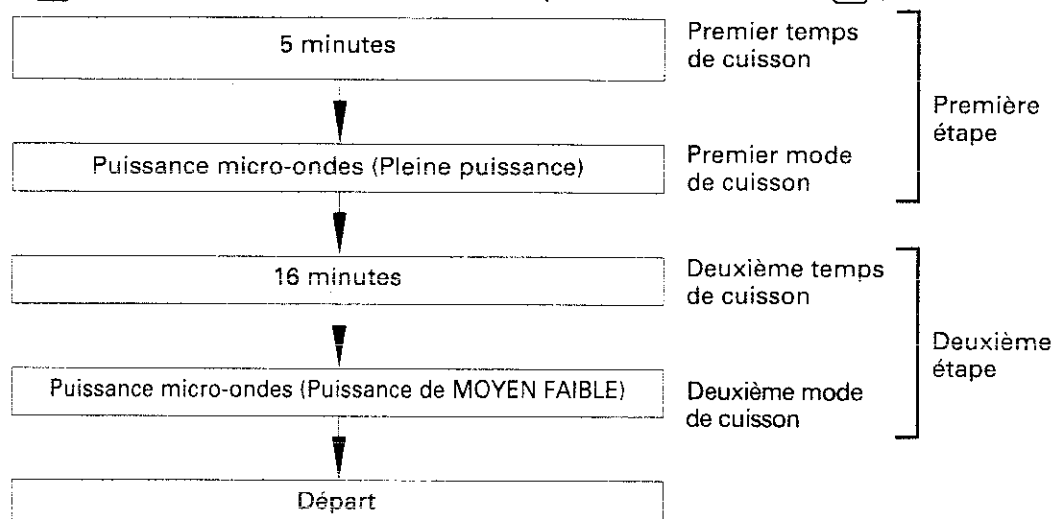 5 minutes
Premier temps
de cuisson
Première
étape
Puissance micro-ondes (Pleine puissance)
Premier mode
de cuisson
16 minutes
Deuxième temps
de cuisson
Deuxième
étape
Puissance micro-ondes (Puissance de MOYEN FAIBLE)
Deuxième mode
de cuisson
Départ